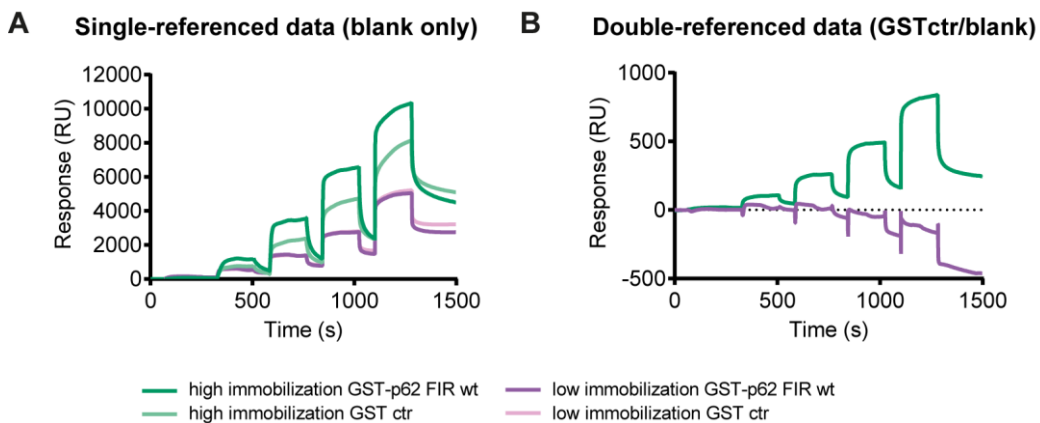 A
Single-referenced data (blank only)
12000
10000
8000
6000
4000
2000
0
Response (RU)
0
500
1000
1500
Time (s)
B
Double-referenced data (GSTctr/blank)
1000
500
0
-500
Response (RU)
0
500
1000
1500
Time (s)
high immobilization GST-p62 FIR wt
high immobilization GST ctr
low immobilization GST-p62 FIR wt
low immobilization GST ctr